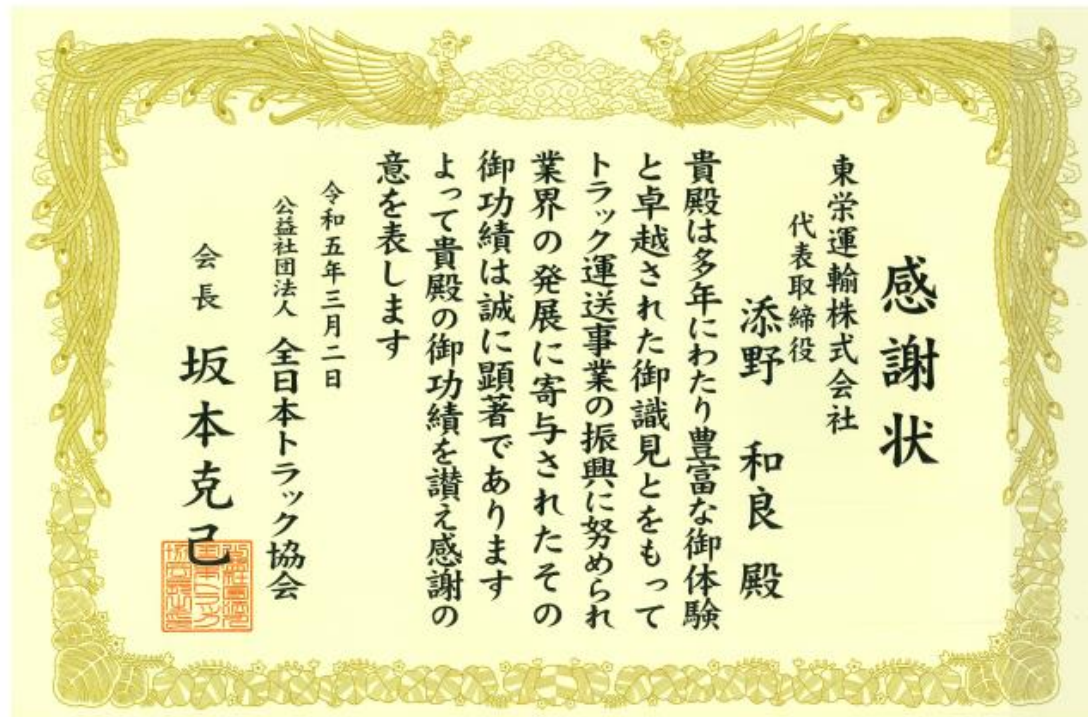 感謝状
東栄運輸株式会社
代表取締役
添野 和良 殿
貴殿は多年にわたり豊富な御体験
と卓越された御識見とをもって
トラック運送事業の振興に努められ
業界の発展に寄与されたその
御功績は誠に顕著であります
よって貴殿の御功績を讃え感謝の
意を表します
令和五年三月二日
公益社団法人 全日本トラック協会
会長 坂本克己